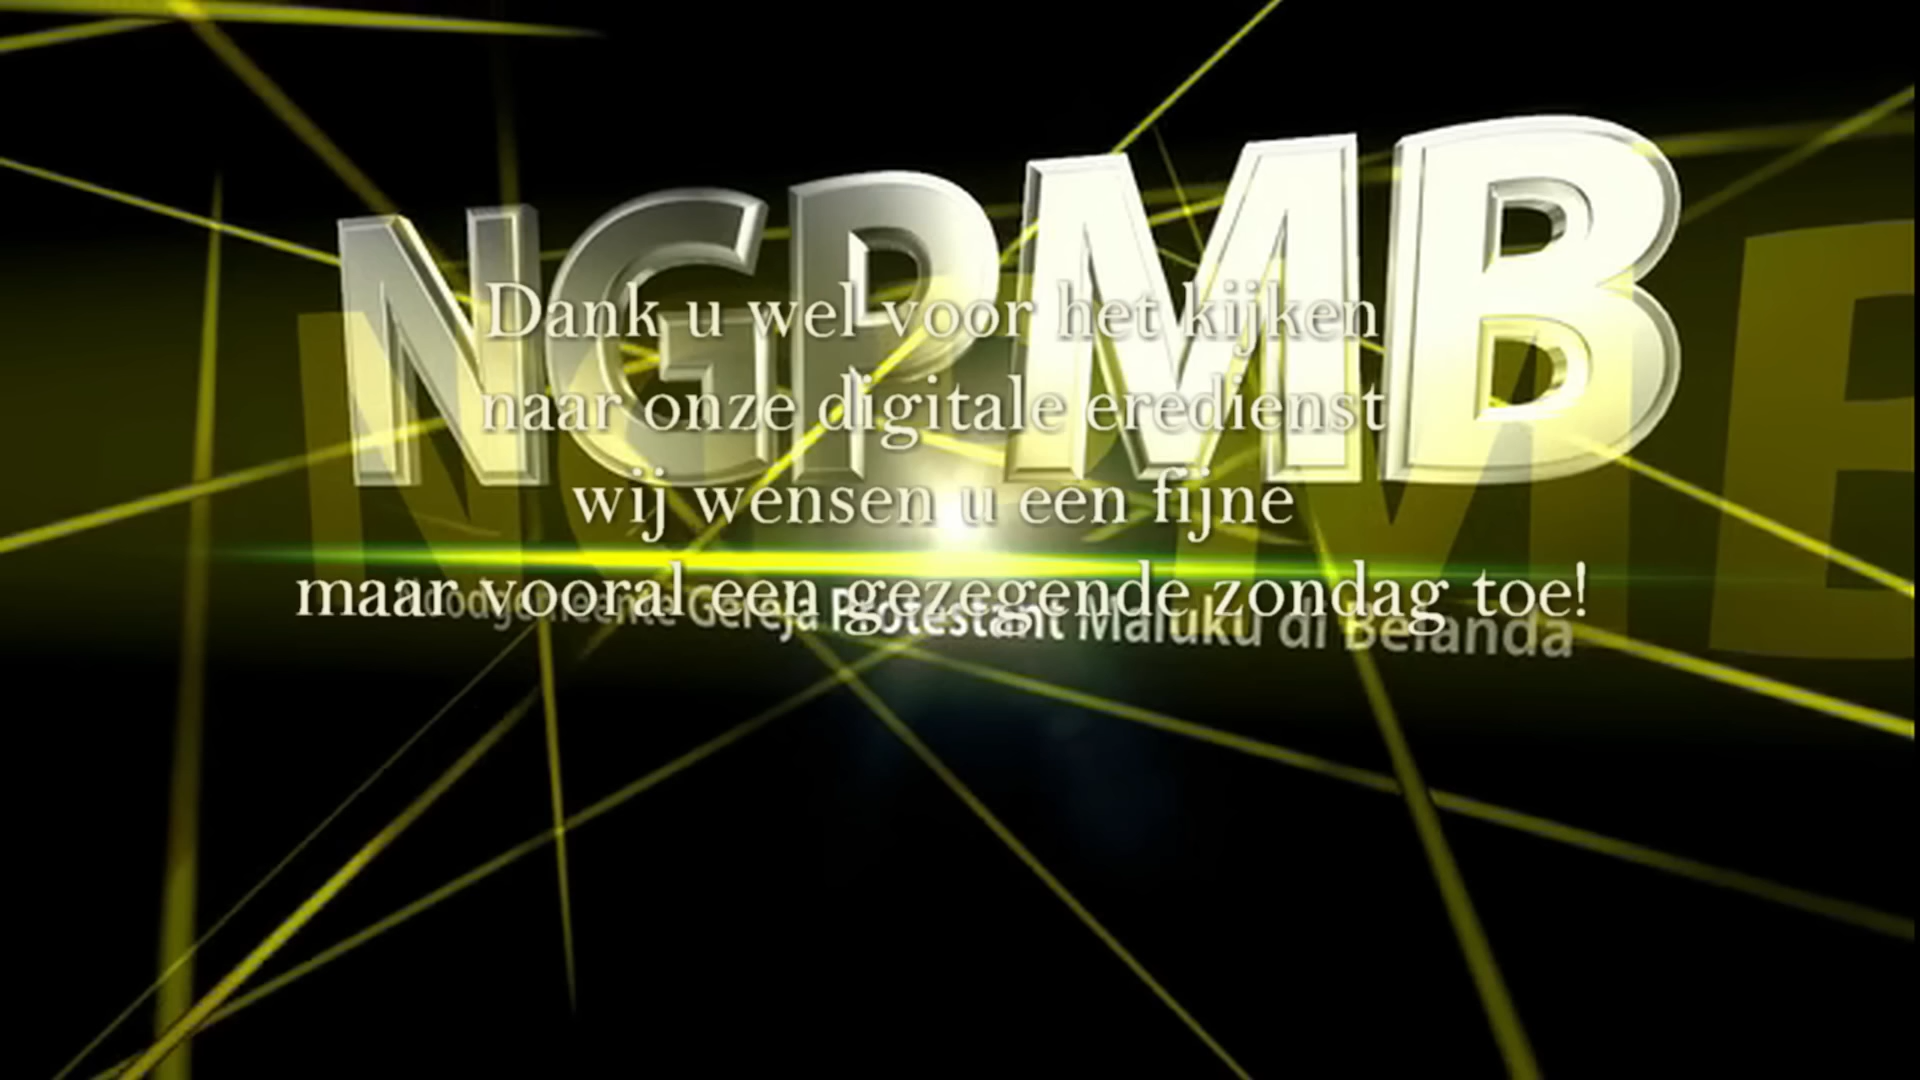 NGPMB
Dank u wel voor het kijken
naar onze digitale eredienst
wij wensen u een fijne
maar vooral een gezegende zondag toe!
Noodgemeente Gereja Protestant Maluku di Belanda